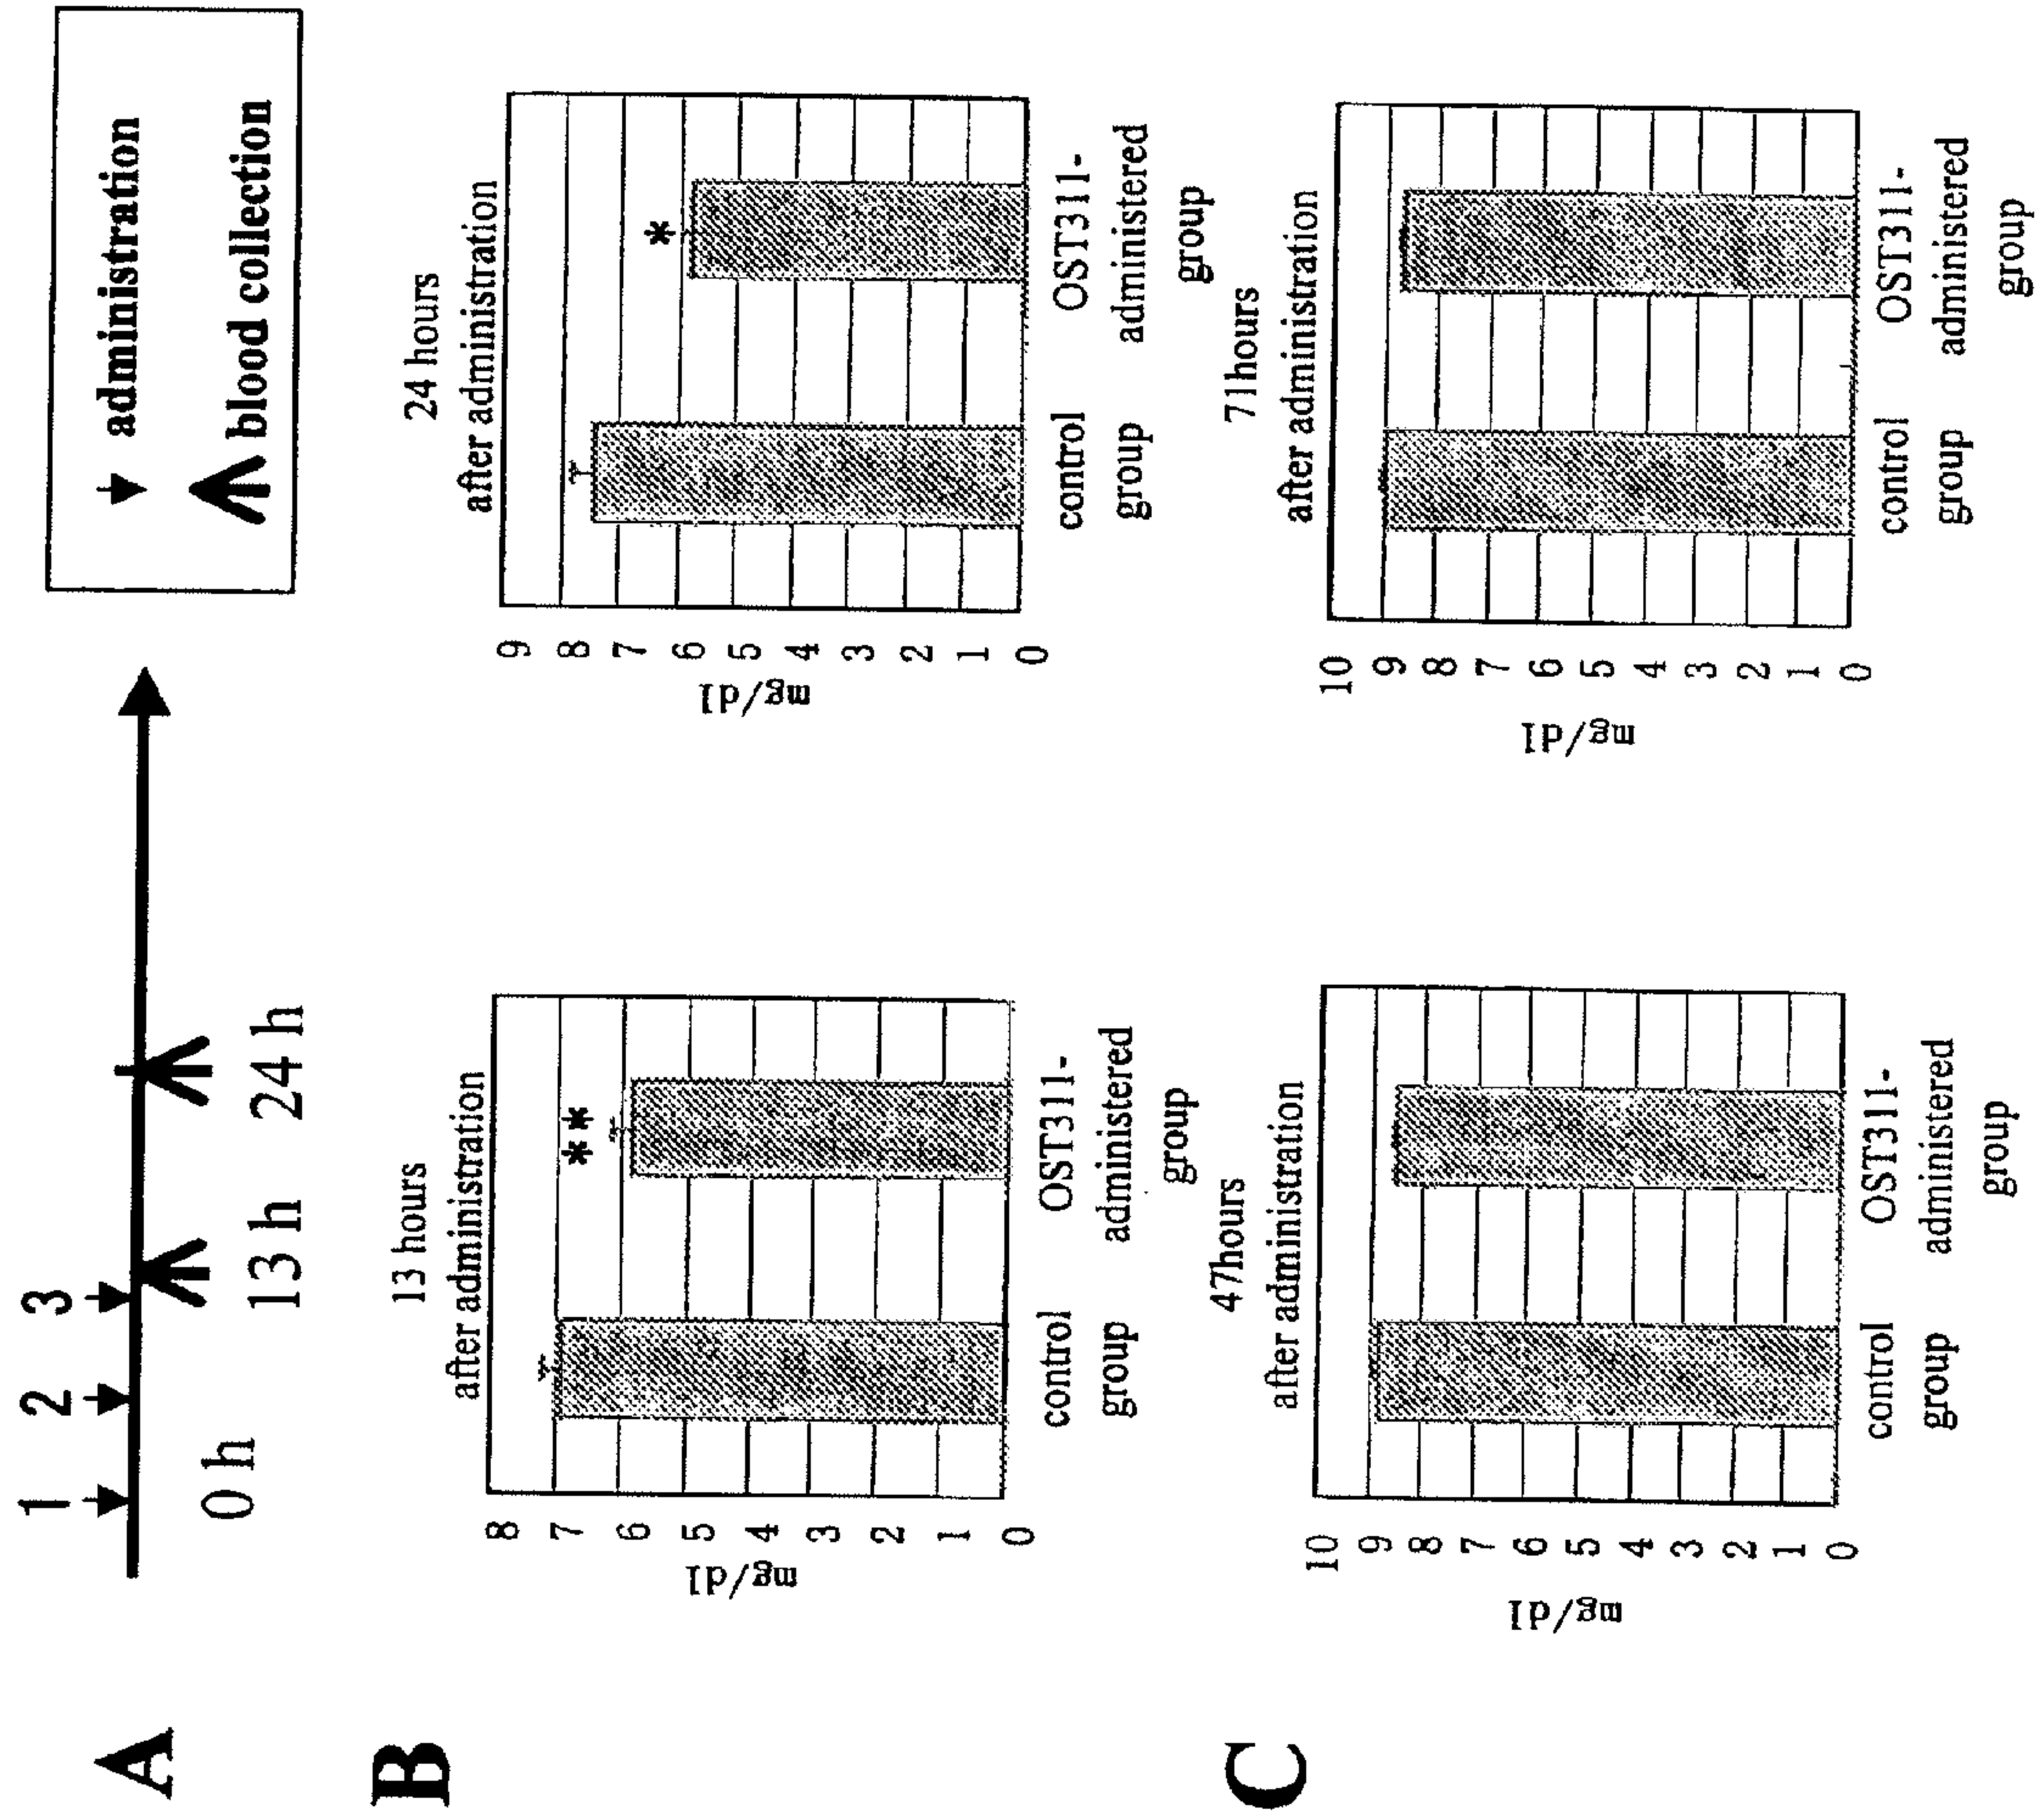 A
1 2 3
0 h 13 h 24 h
administration
blood collection
B
13 hours
after administration
8
7
6
5
4
3
2
1
0
mg/dl
**
control
group
OST311-
administered
group
24 hours
after administration
9
8
7
6
5
4
3
2
1
0
mg/dl
*
control
group
OST311-
administered
group
C
47hours
after administration
10
9
8
7
6
5
4
3
2
1
0
mg/dl
control
group
OST311-
administered
group
71hours
after administration
10
9
8
7
6
5
4
3
2
1
0
mg/dl
control
group
OST311-
administered
group